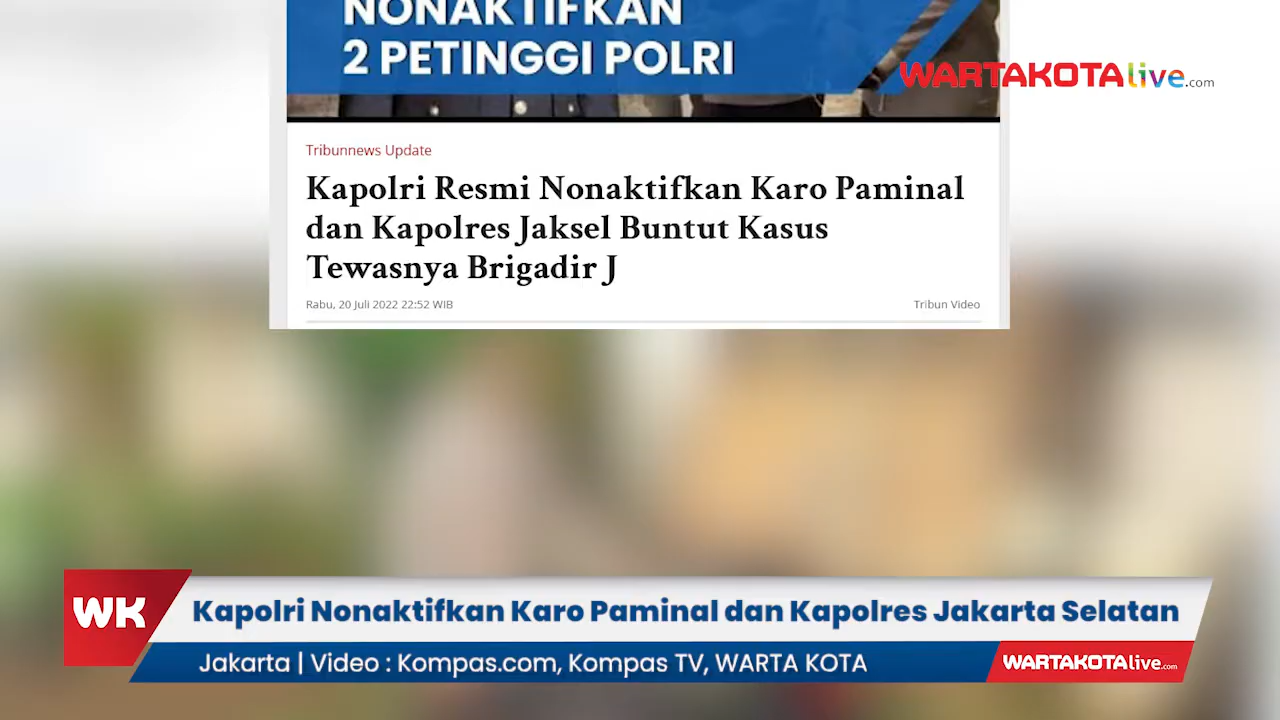 NONAKTIFKAN
2 PETINGGI POLRI
WARTAKOTAlive.com
Tribunnews Update
Kapolri Resmi Nonaktifkan Karo Paminal
dan Kapolres Jaksel Buntut Kasus
Tewasnya Brigadir J
Rabu, 20 Juli 2022 22:52 WIB
Tribun Video
WK
Kapolri Nonaktifkan Karo Paminal dan Kapolres Jakarta Selatan
Jakarta | Video : Kompas.com, Kompas TV, WARTA KOTA
WARTAKOTAlive.com